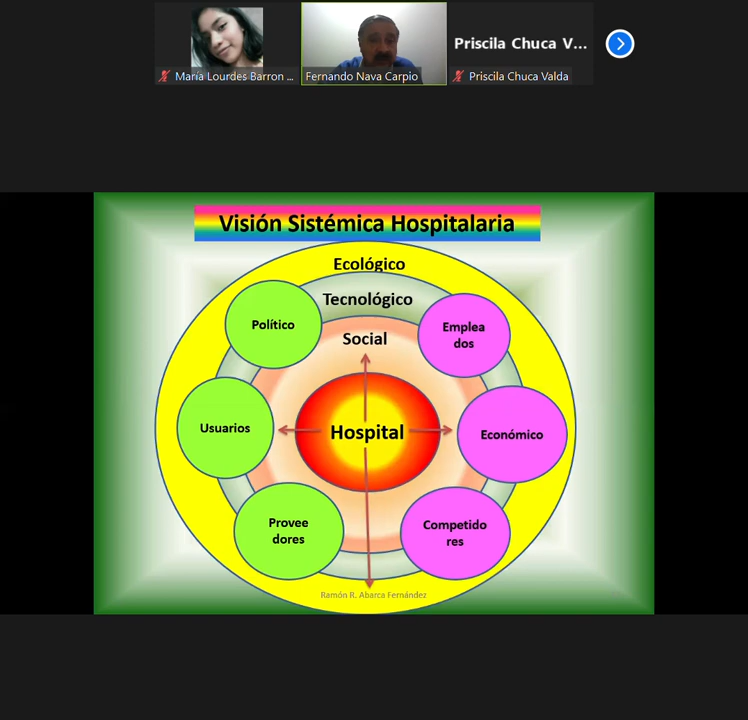 Priscila Chuca V...
María Lourdes Barron ...
Fernando Nava Carpio
Priscila Chuca Valda
Visión Sistémica Hospitalaria
Ecológico
Tecnológico
Político
Emplea
dos
Social
Usuarios
Hospital
Económico
Provee
dores
Competido
res
Ramón R. Abarca Fernández